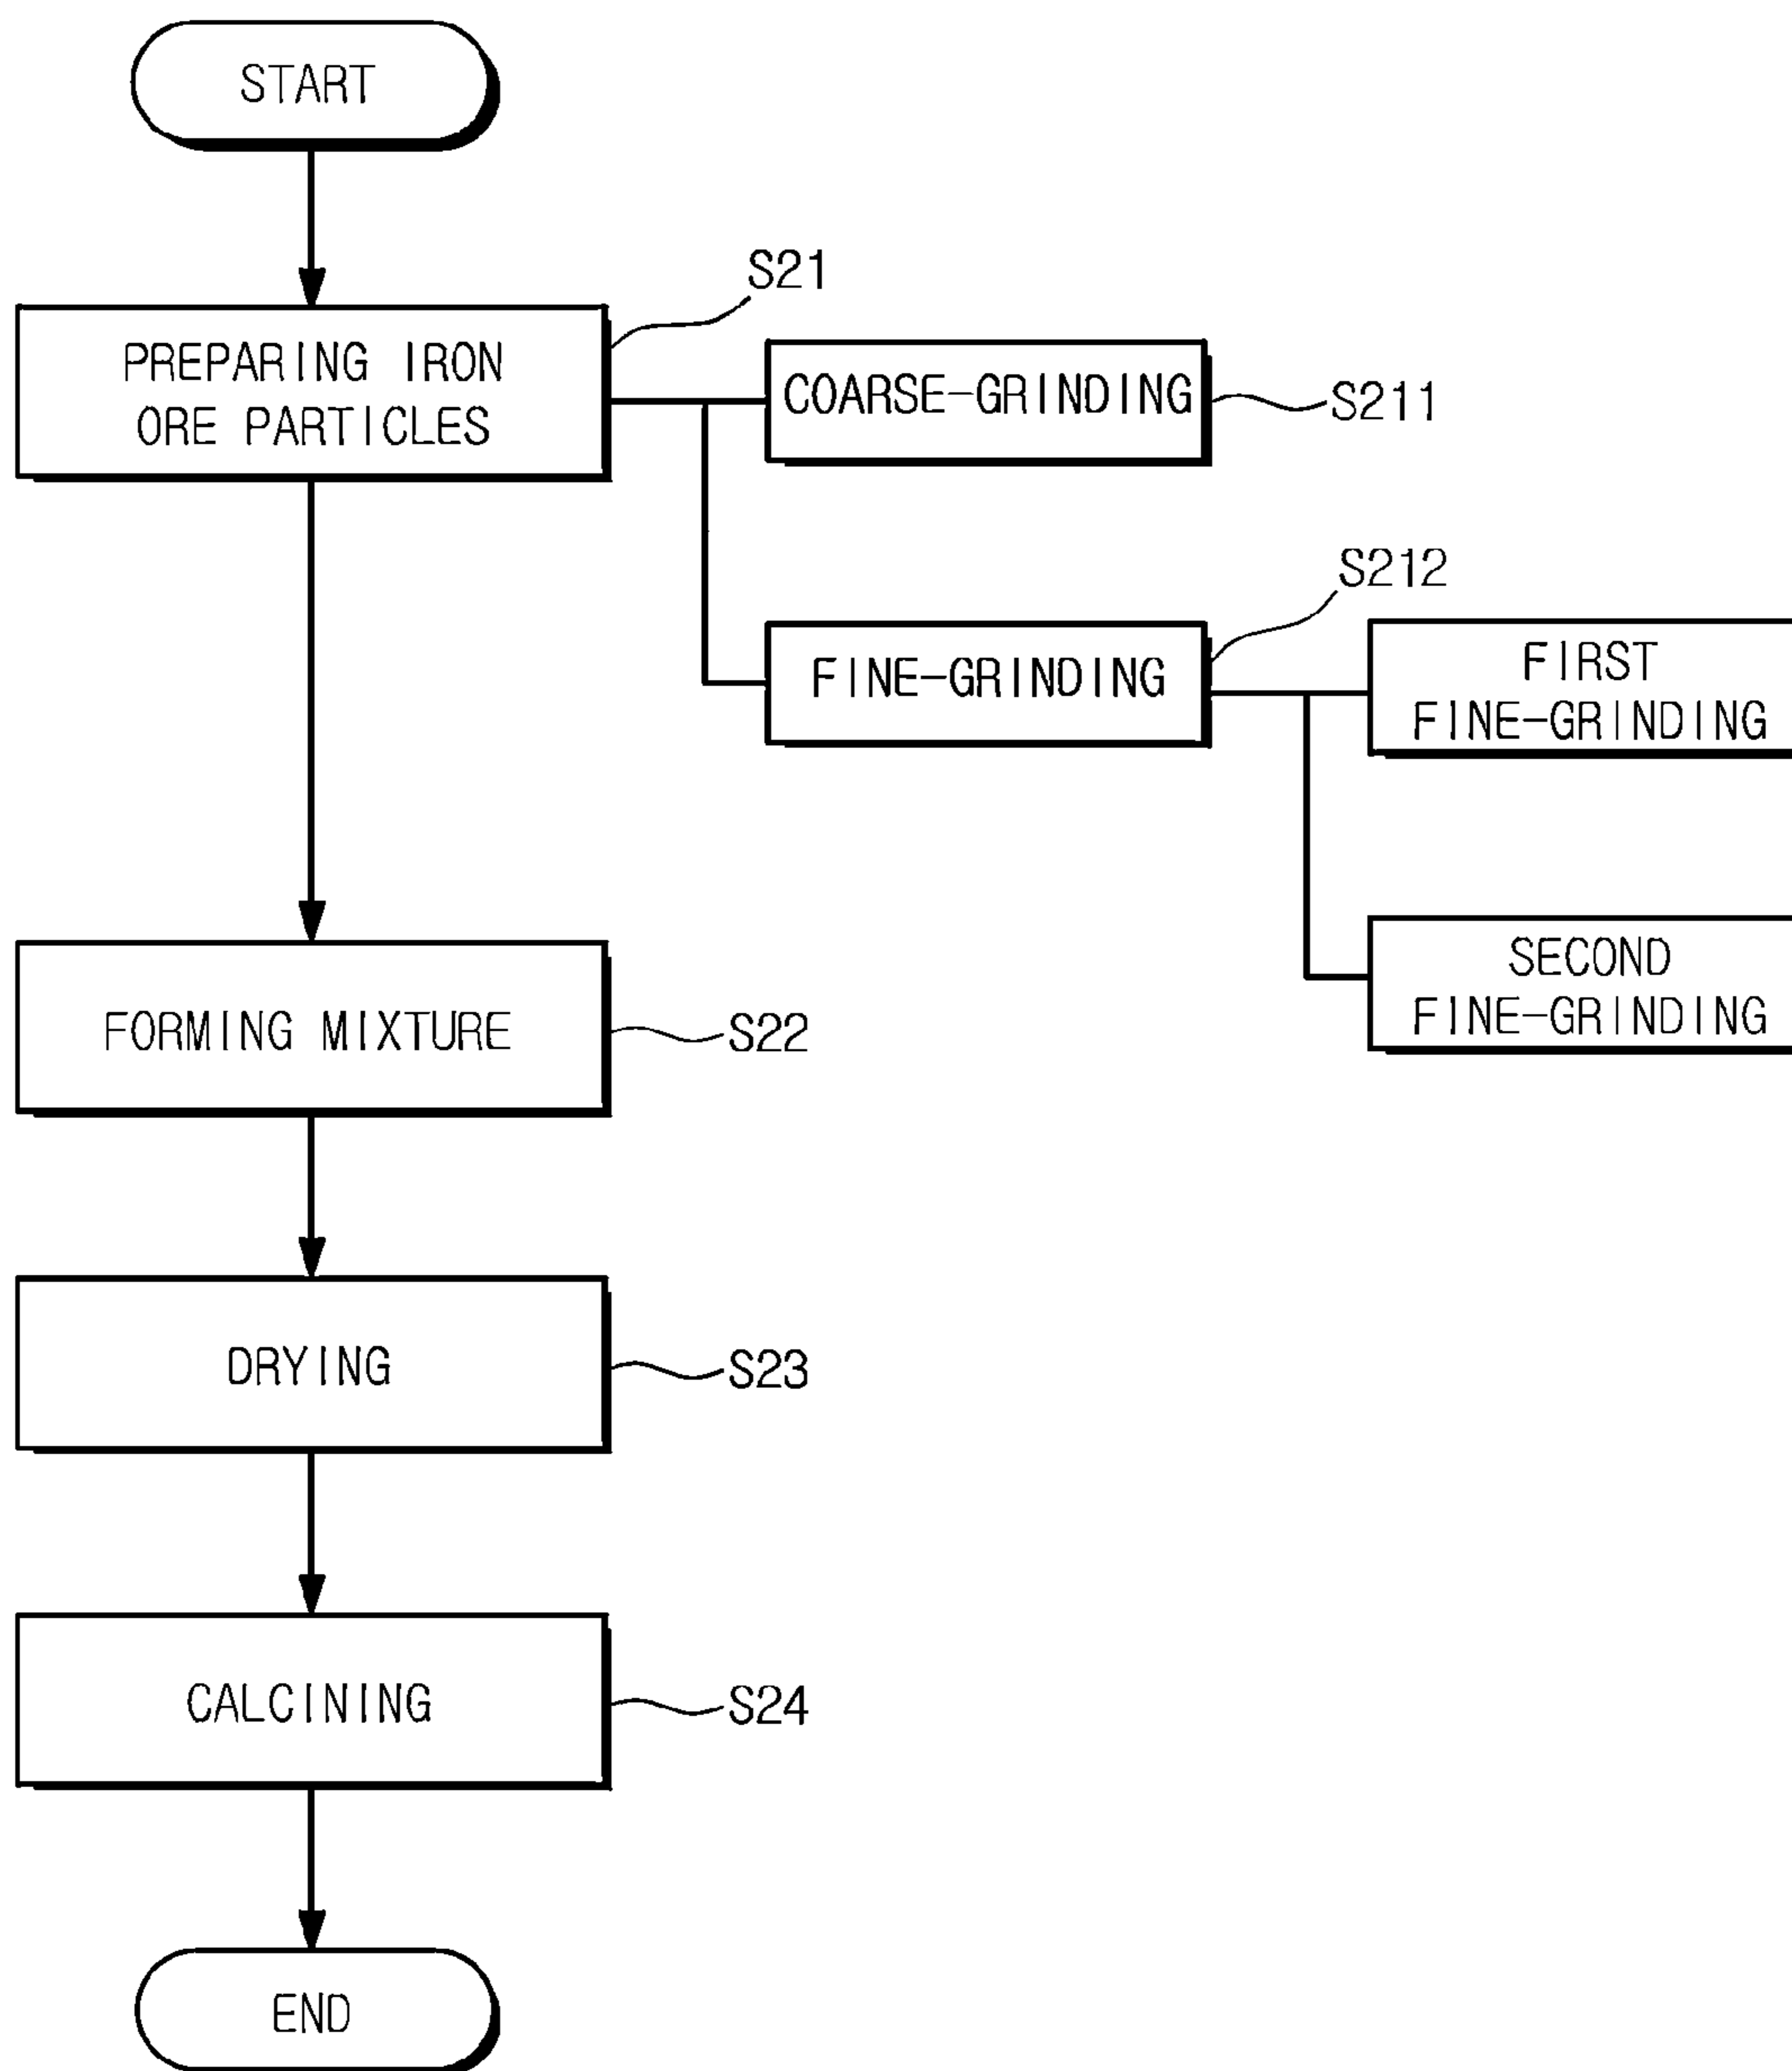 START
S21
PREPARING IRON
ORE PARTICLES
COARSE-GRINDING
S211
S212
FINE-GRINDING
FIRST
FINE-GRINDING
SECOND
FINE-GRINDING
FORMING MIXTURE
S22
DRYING
S23
CALCINING
S24
END